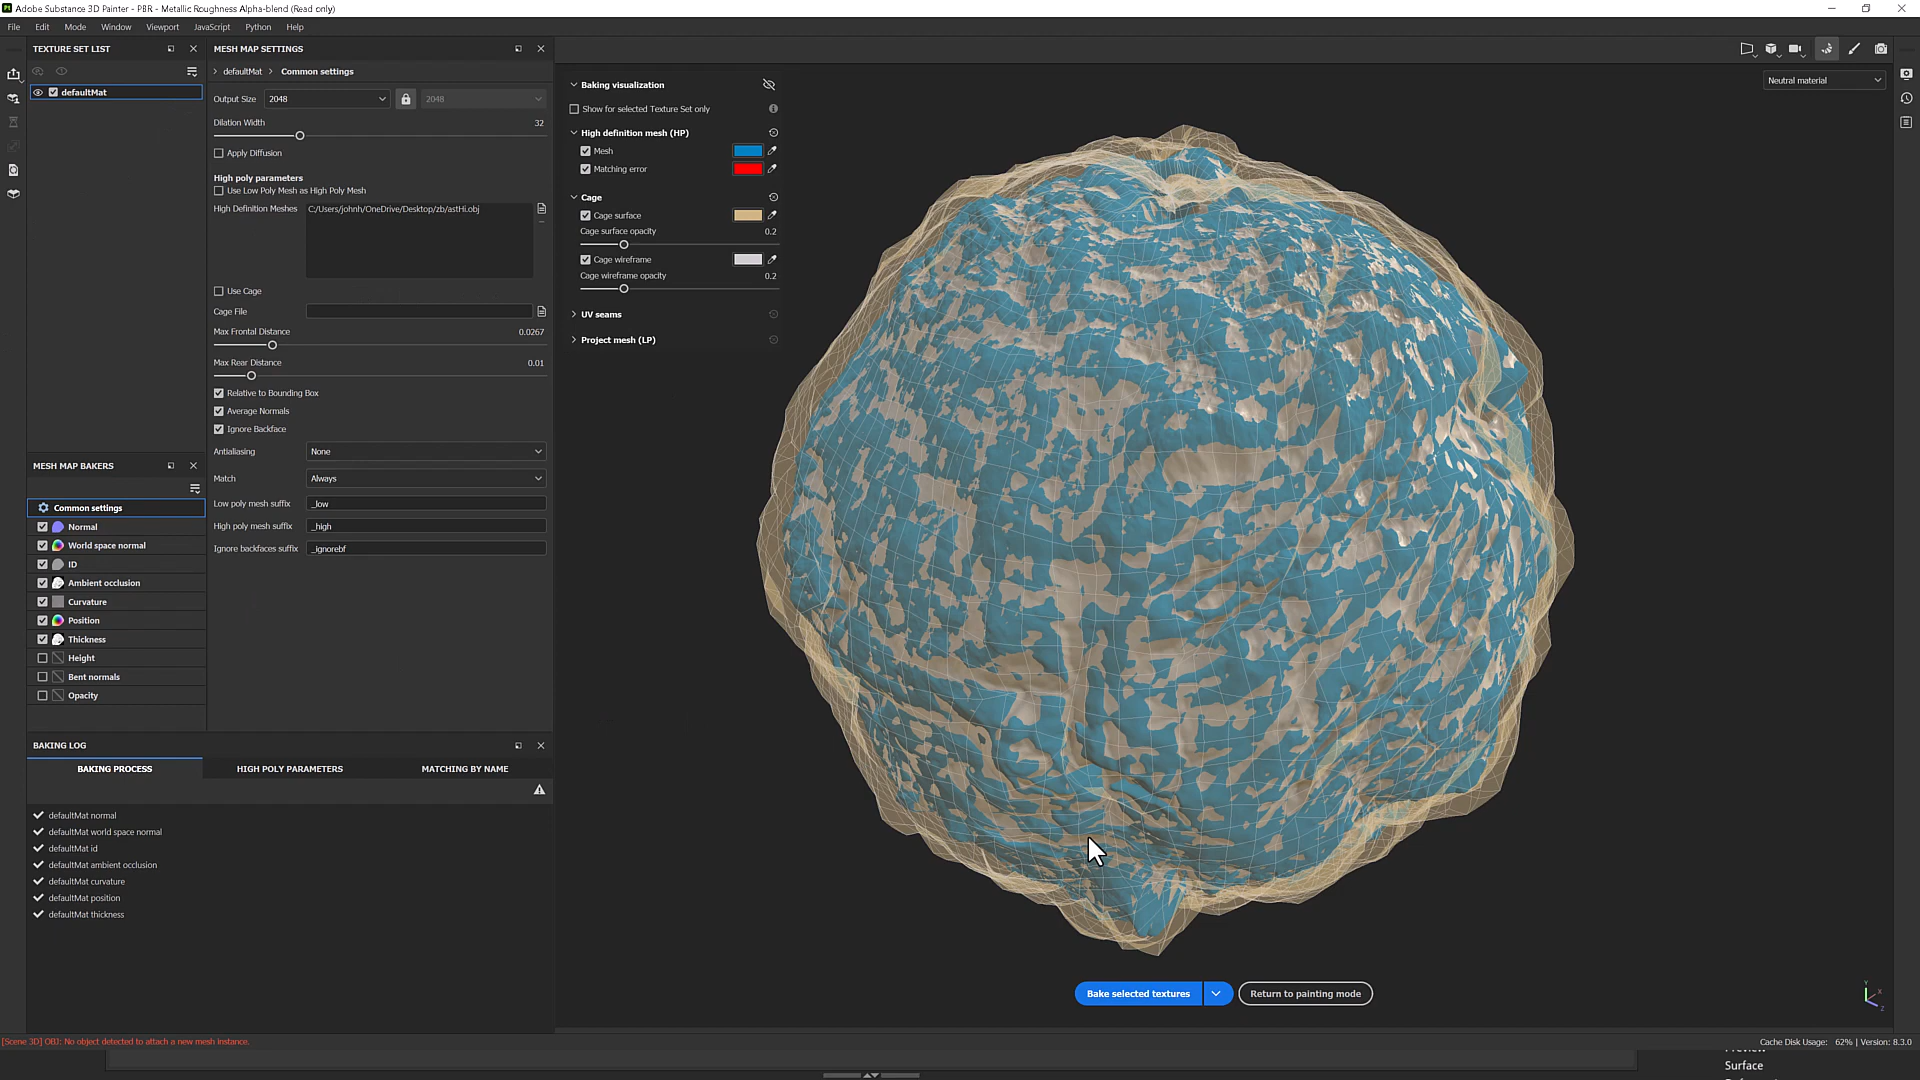 Adobe Substance 3D Painter - PBR - Metallic Roughness Alpha-blend (Read only)
File Edit Mode Window Viewport JavaScript Python Help
TEXTURE SET LIST
defaultMat
MESH MAP SETTINGS
defaultMat > Common settings
Output Size 2048 2048
Dilation Width 32
Apply Diffusion
High poly parameters
Use Low Poly Mesh as High Poly Mesh
High Definition Meshes C:/Users/johnh/OneDrive/Desktop/zb/astHi.obj
Use Cage
Cage File
Max Frontal Distance 0.0267
Max Rear Distance 0.01
Relative to Bounding Box
Average Normals
Ignore Backface
Antialiasing None
Match Always
Low poly mesh suffix _low
High poly mesh suffix _high
Ignore backfaces suffix _ignorebf
MESH MAP BAKERS
Common settings
Normal
World space normal
ID
Ambient occlusion
Curvature
Position
Thickness
Height
Bent normals
Opacity
BAKING LOG
BAKING PROCESS HIGH POLY PARAMETERS MATCHING BY NAME
defaultMat normal
defaultMat world space normal
defaultMat id
defaultMat ambient occlusion
defaultMat curvature
defaultMat position
defaultMat thickness
Baking visualization
Show for selected Texture Set only
High definition mesh (HP)
Mesh
Matching error
Cage
Cage surface
Cage surface opacity 0.2
Cage wireframe
Cage wireframe opacity 0.2
UV seams
Project mesh (LP)
Neutral material
Bake selected textures
Return to painting mode
Y
X
Z
[Scene 3D] OBJ: No object detected to attach a new mesh instance.
Cache Disk Usage: 62% | Version: 8.3.0
Surface